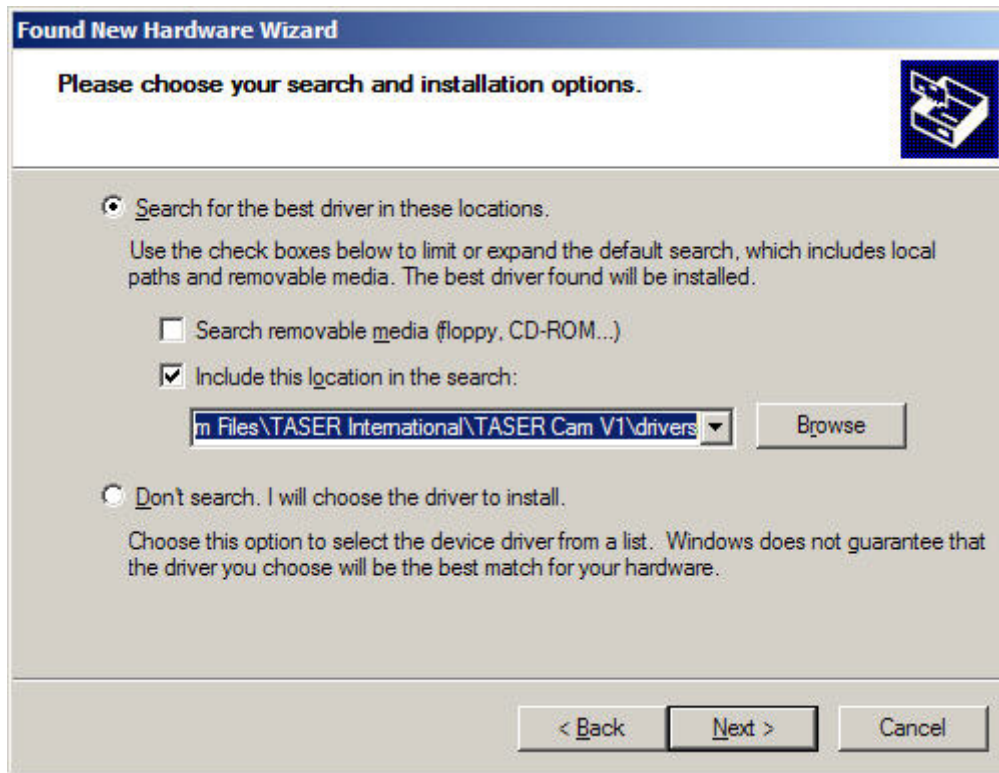 Found New Hardware Wizard
Please choose your search and installation options.
Search for the best driver in these locations.
Use the check boxes below to limit or expand the default search, which includes local
paths and removable media. The best driver found will be installed.
Search removable media (floppy, CD-ROM...)
Include this location in the search:
m Files\TASER International\TASER Cam V1\drivers
Browse
Don't search. I will choose the driver to install.
Choose this option to select the device driver from a list. Windows does not guarantee that
the driver you choose will be the best match for your hardware.
< Back Next > Cancel